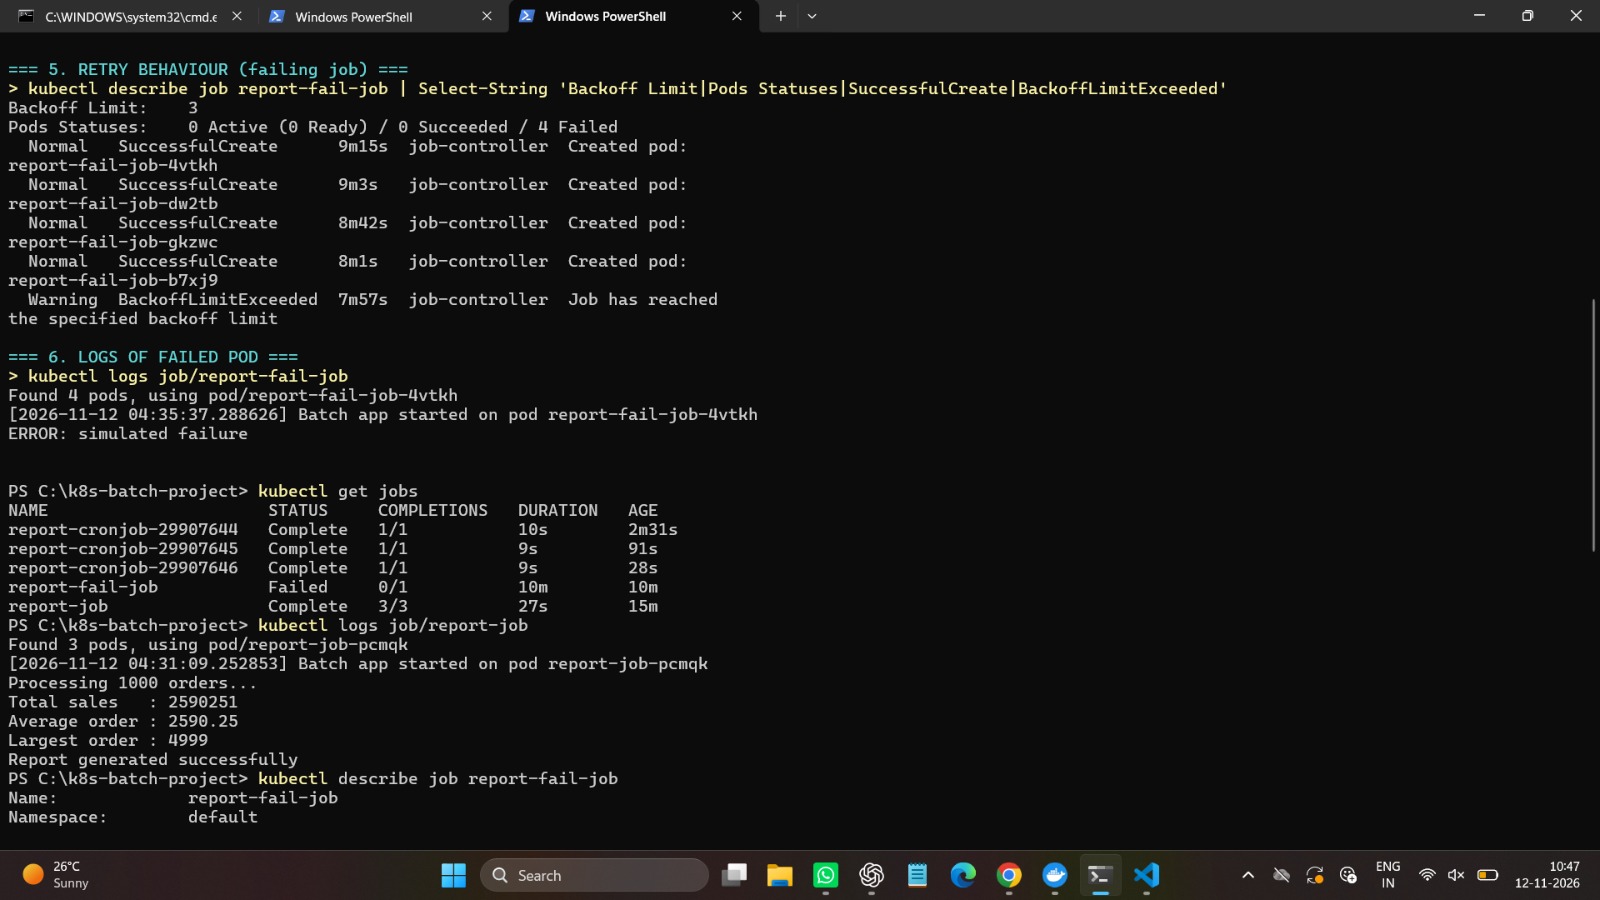 C:\WINDOWS\system32\cmd.e
Windows PowerShell
Windows PowerShell
=== 5. RETRY BEHAVIOUR (failing job) ===
> kubectl describe job report-fail-job | Select-String 'Backoff Limit|Pods Statuses|SuccessfulCreate|BackoffLimitExceeded'
Backoff Limit:    3
Pods Statuses:    0 Active (0 Ready) / 0 Succeeded / 4 Failed
  Normal   SuccessfulCreate      9m15s  job-controller  Created pod:
report-fail-job-4vtkh
  Normal   SuccessfulCreate      9m3s   job-controller  Created pod:
report-fail-job-dw2tb
  Normal   SuccessfulCreate      8m42s  job-controller  Created pod:
report-fail-job-gkzwc
  Normal   SuccessfulCreate      8m1s   job-controller  Created pod:
report-fail-job-b7xj9
  Warning  BackoffLimitExceeded  7m57s  job-controller  Job has reached
the specified backoff limit
=== 6. LOGS OF FAILED POD ===
> kubectl logs job/report-fail-job
Found 4 pods, using pod/report-fail-job-4vtkh
[2026-11-12 04:35:37.288626] Batch app started on pod report-fail-job-4vtkh
ERROR: simulated failure
PS C:\k8s-batch-project> kubectl get jobs
NAME                      STATUS     COMPLETIONS   DURATION   AGE
report-cronjob-29907644   Complete   1/1           10s        2m31s
report-cronjob-29907645   Complete   1/1           9s         91s
report-cronjob-29907646   Complete   1/1           9s         28s
report-fail-job           Failed     0/1           10m        10m
report-job                Complete   3/3           27s        15m
PS C:\k8s-batch-project> kubectl logs job/report-job
Found 3 pods, using pod/report-job-pcmqk
[2026-11-12 04:31:09.252853] Batch app started on pod report-job-pcmqk
Processing 1000 orders...
Total sales   : 2590251
Average order : 2590.25
Largest order : 4999
Report generated successfully
PS C:\k8s-batch-project> kubectl describe job report-fail-job
Name:             report-fail-job
Namespace:        default
26°C
Sunny
Search
ENG
IN
10:47
12-11-2026